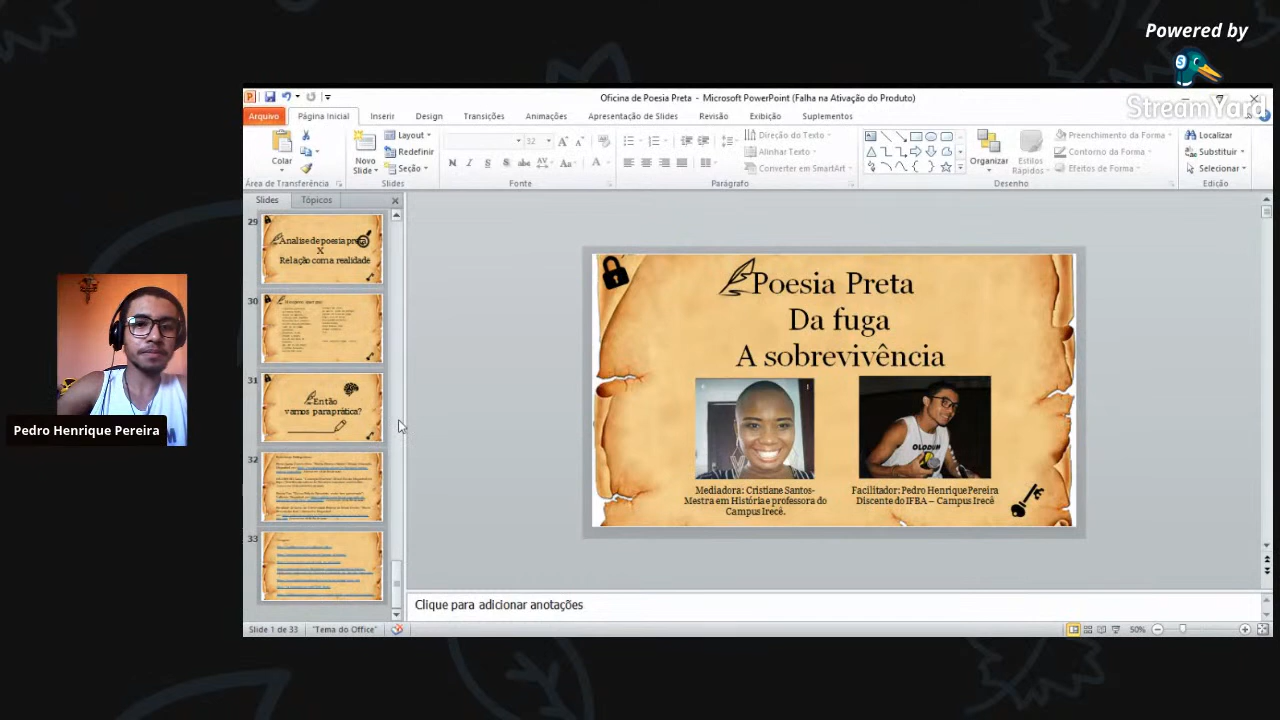 Powered by
StreamYard
Oficina de Poesia Preta - Microsoft PowerPoint (Falha na Ativação do Produto)
Arquivo Página Inicial Inserir Design Transições Animações Apresentação de Slides Revisão Exibição Suplementos
Colar
Novo Slide
Layout
Redefinir
Seção
32
N I S S abc AV Aa A
Direção do Texto
Alinhar Texto
Converter em SmartArt
Organizar
Estilos Rápidos
Preenchimento da Forma
Contorno da Forma
Efeitos de Forma
Localizar
Substituir
Selecionar
Área de Transferência Slides Fonte Parágrafo Desenho Edição
Slides Tópicos
29
Analise de poesia preta
X
Relação com a realidade
30
31
Então
vamos para prática?
32
33
Poesia Preta
Da fuga
A sobrevivência
OLODUM
Mediadora: Cristiane Santos-
Mestra em História e professora do
Campus Irecê.
Facilitador: Pedro Henrique Pereira
Discente do IFBA – Campus Irecê
Pedro Henrique Pereira
Clique para adicionar anotações
Slide 1 de 33 "Tema do Office" 50%